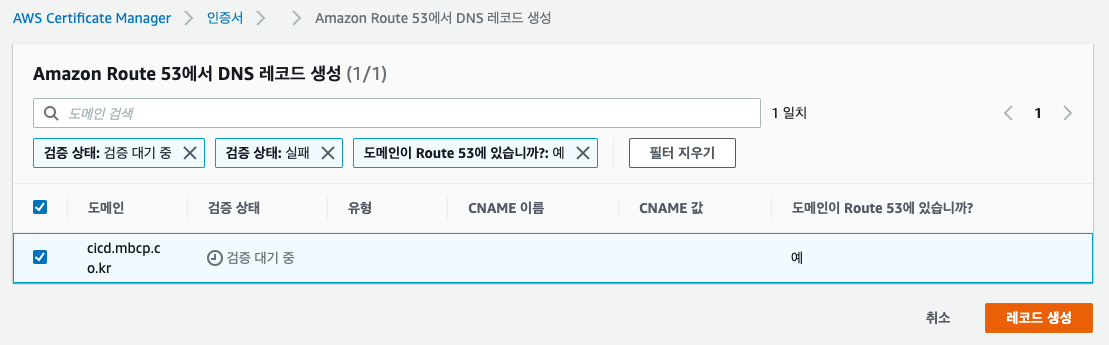 AWS Certificate Manager > 인증서 > > Amazon Route 53에서 DNS 레코드 생성
Amazon Route 53에서 DNS 레코드 생성 (1/1)
도메인 검색 1 일치 < 1 >
검증 상태: 검증 대기 중 × 검증 상태: 실패 × 도메인이 Route 53에 있습니까?: 예 × 필터 지우기
도메인 검증 상태 유형 CNAME 이름 CNAME 값 도메인이 Route 53에 있습니까?
cicd.mbcp.c
o.kr
검증 대기 중 예
취소 레코드 생성